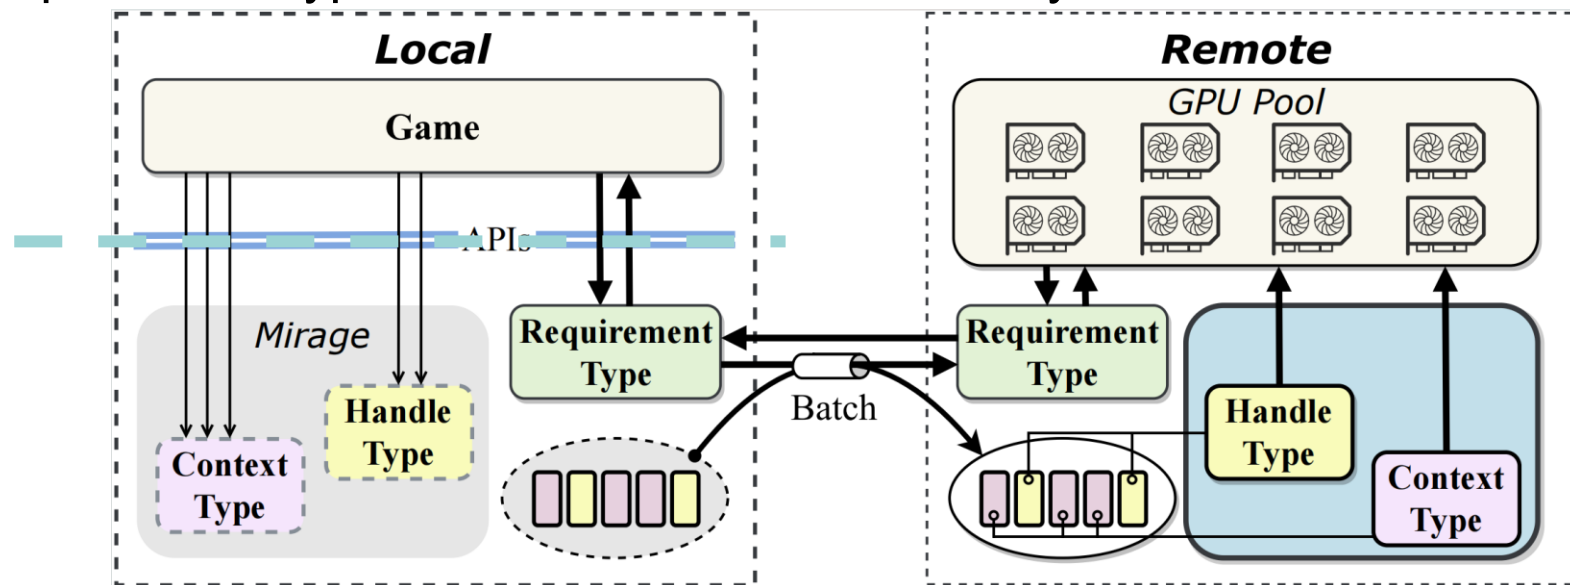 Local
Game
APIs
Mirage
Handle
Type
Context
Type
Requirement
Type
Batch
Remote
GPU Pool
Requirement
Type
Handle
Type
Context
Type